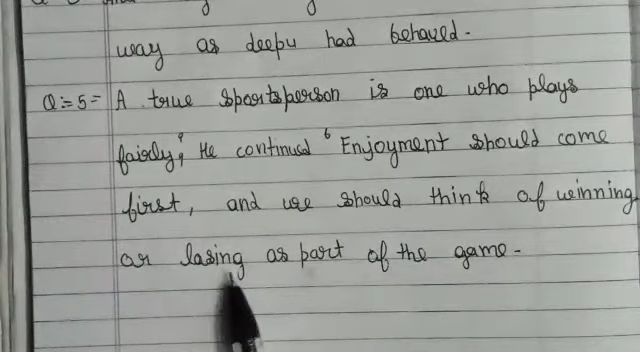 way as deepu had behaved.
Q:=5= A true sportsperson is one who plays
fairly," He continued "Enjoyment should come
first, and we should think of winning
or losing as part of the game.